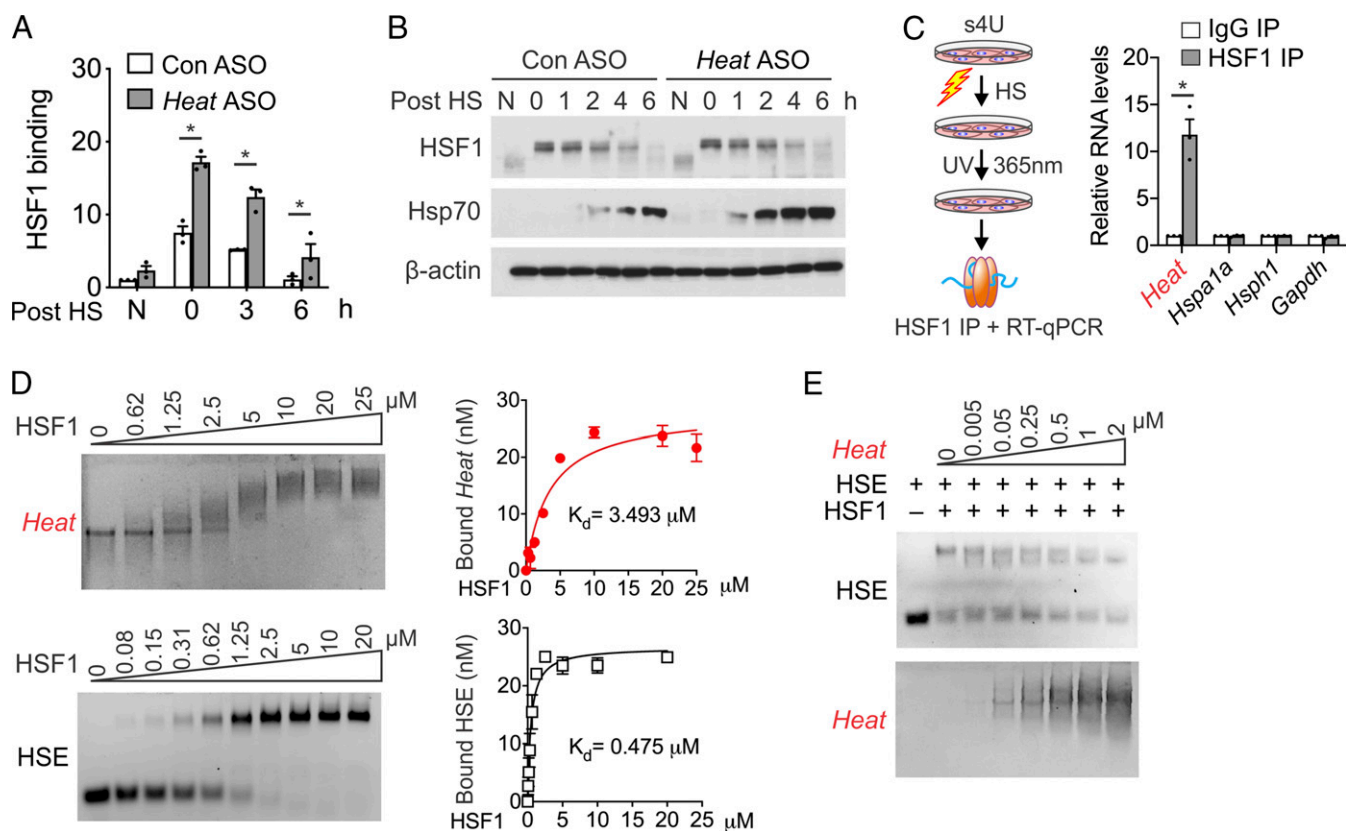 A
Con ASO
Heat ASO
HSF1 binding
30
20
10
0
*
*
*
Post HS N 0 3 6 h
B
Con ASO Heat ASO
Post HS N 0 1 2 4 6 N 0 1 2 4 6 h
HSF1
Hsp70
β-actin
C
s4U
HS
UV 365nm
HSF1 IP + RT-qPCR
IgG IP
HSF1 IP
Relative RNA levels
20
15
10
5
0
*
Heat
Hspa1a
Hsph1
Gapdh
D
HSF1 0 0.62 1.25 2.5 5 10 20 25 μM
Heat
Bound Heat (nM)
30
20
10
0
Kd= 3.493 μM
HSF1 0 5 10 15 20 25 μM
HSF1 0 0.08 0.15 0.31 0.62 1.25 2.5 5 10 20 μM
HSE
Bound HSE (nM)
30
20
10
0
Kd= 0.475 μM
HSF1 0 5 10 15 20 25 μM
E
Heat 0 0.005 0.05 0.25 0.5 1 2 μM
HSE + + + + + + + +
HSF1 – + + + + + + +
HSE
Heat